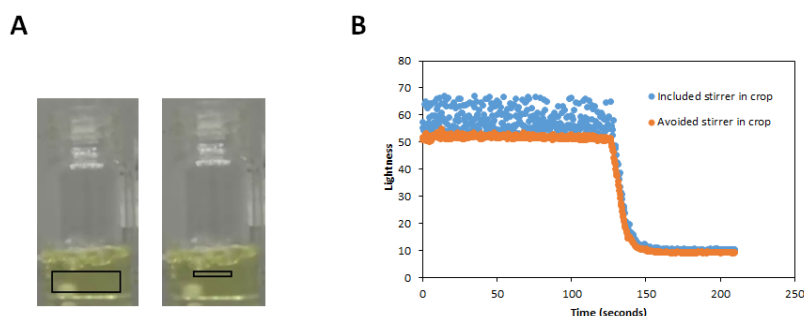 A
B
80
70
60
50
40
30
20
10
0
Lightness
Included stirrer in crop
Avoided stirrer in crop
0 50 100 150 200 250
Time (seconds)